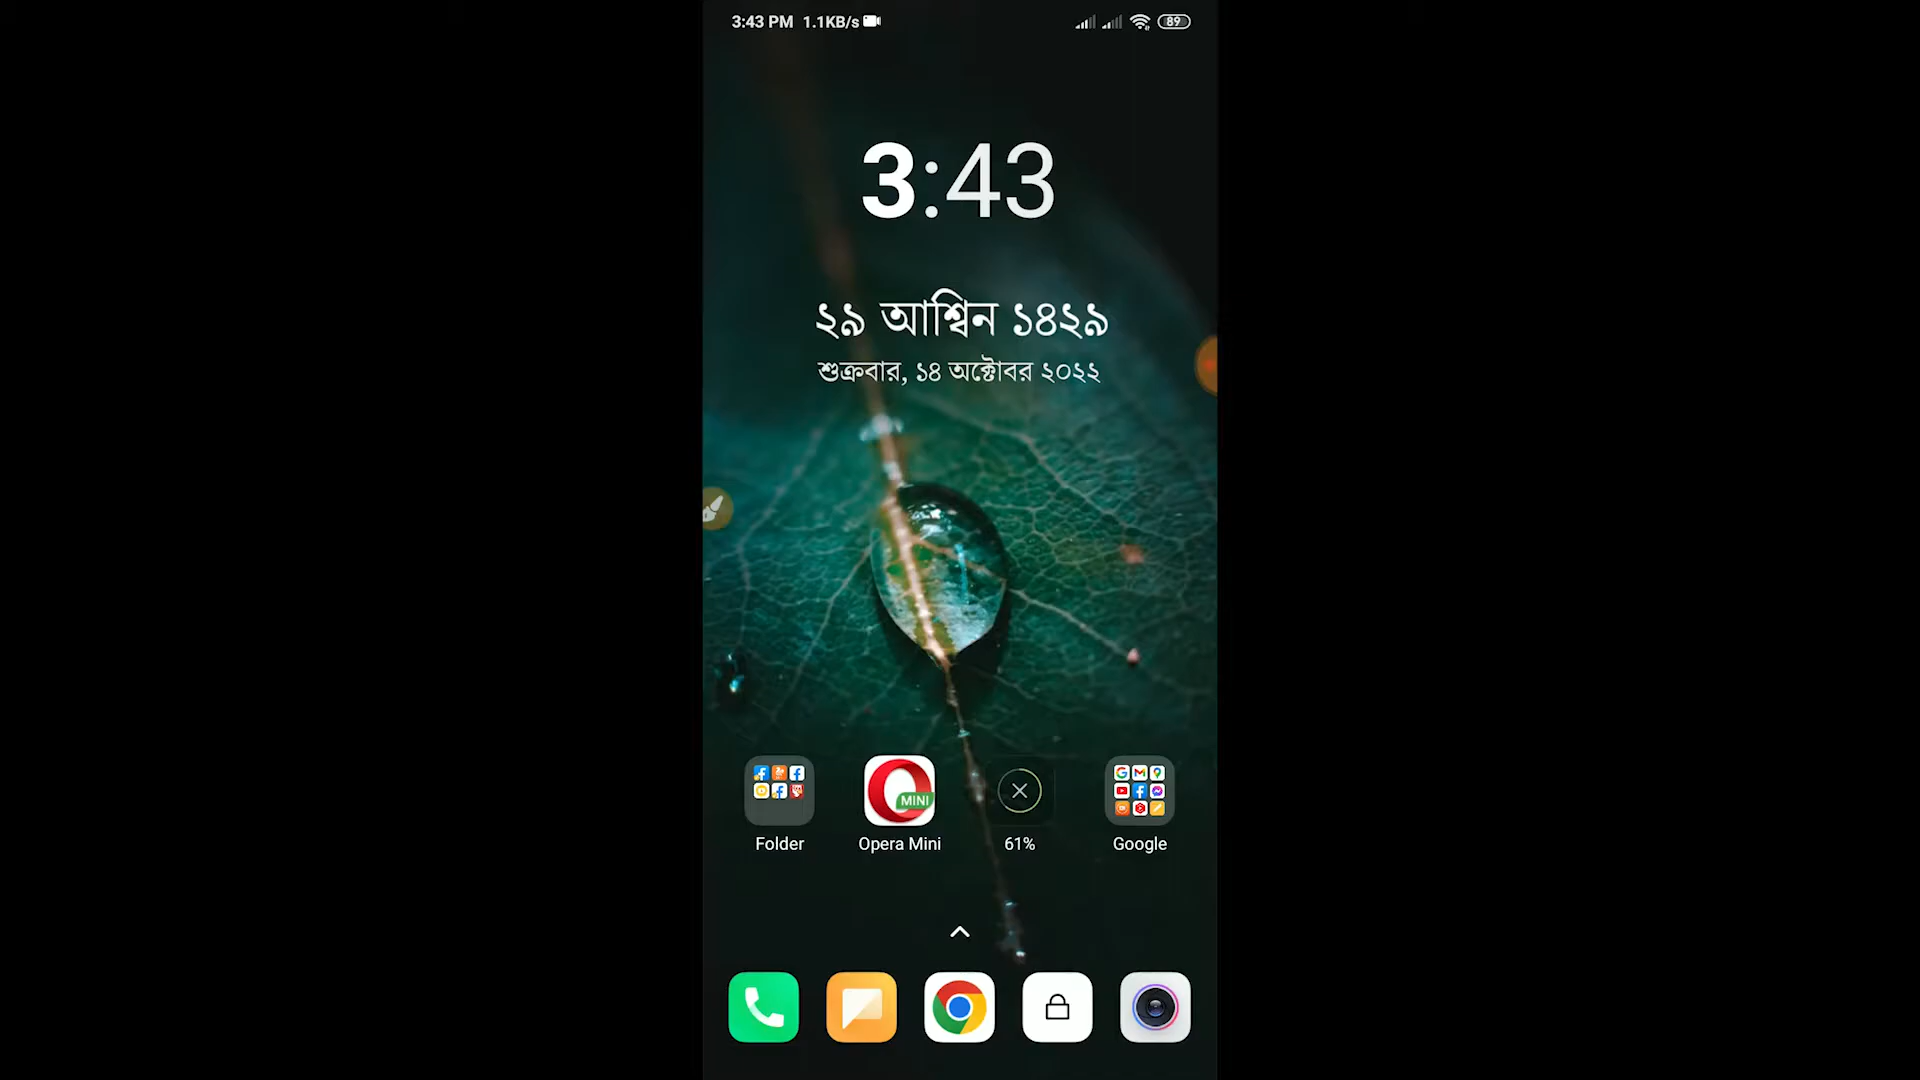 3:43 PM 1.1KB/s 89
3:43
২৯ আশ্বিন ১৪২৯
শুক্রবার, ১৪ অক্টোবর ২০২২
MINI
Folder Opera Mini 61% Google